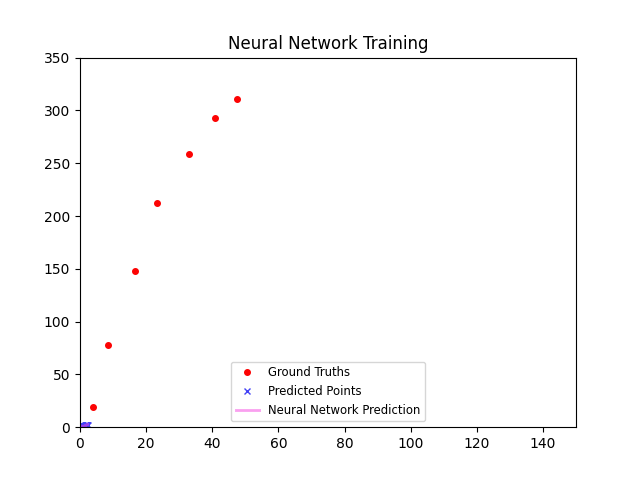 Neural Network Training
350
300
250
200
150
100
50
0
Ground Truths
Predicted Points
Neural Network Prediction
0 20 40 60 80 100 120 140